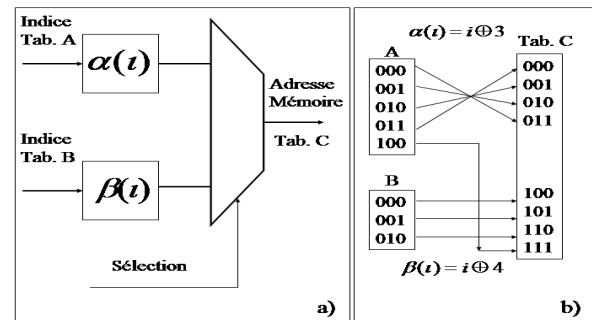 Indice
Tab. A
α(ι)
Adresse
Mémoire
Tab. C
Indice
Tab. B
β(ι)
Sélection
a)
α(ι) = i⊕3
A
Tab. C
000
001
010
011
100
000
001
010
011
B
000
001
010
100
101
110
111
β(ι) = i⊕4
b)